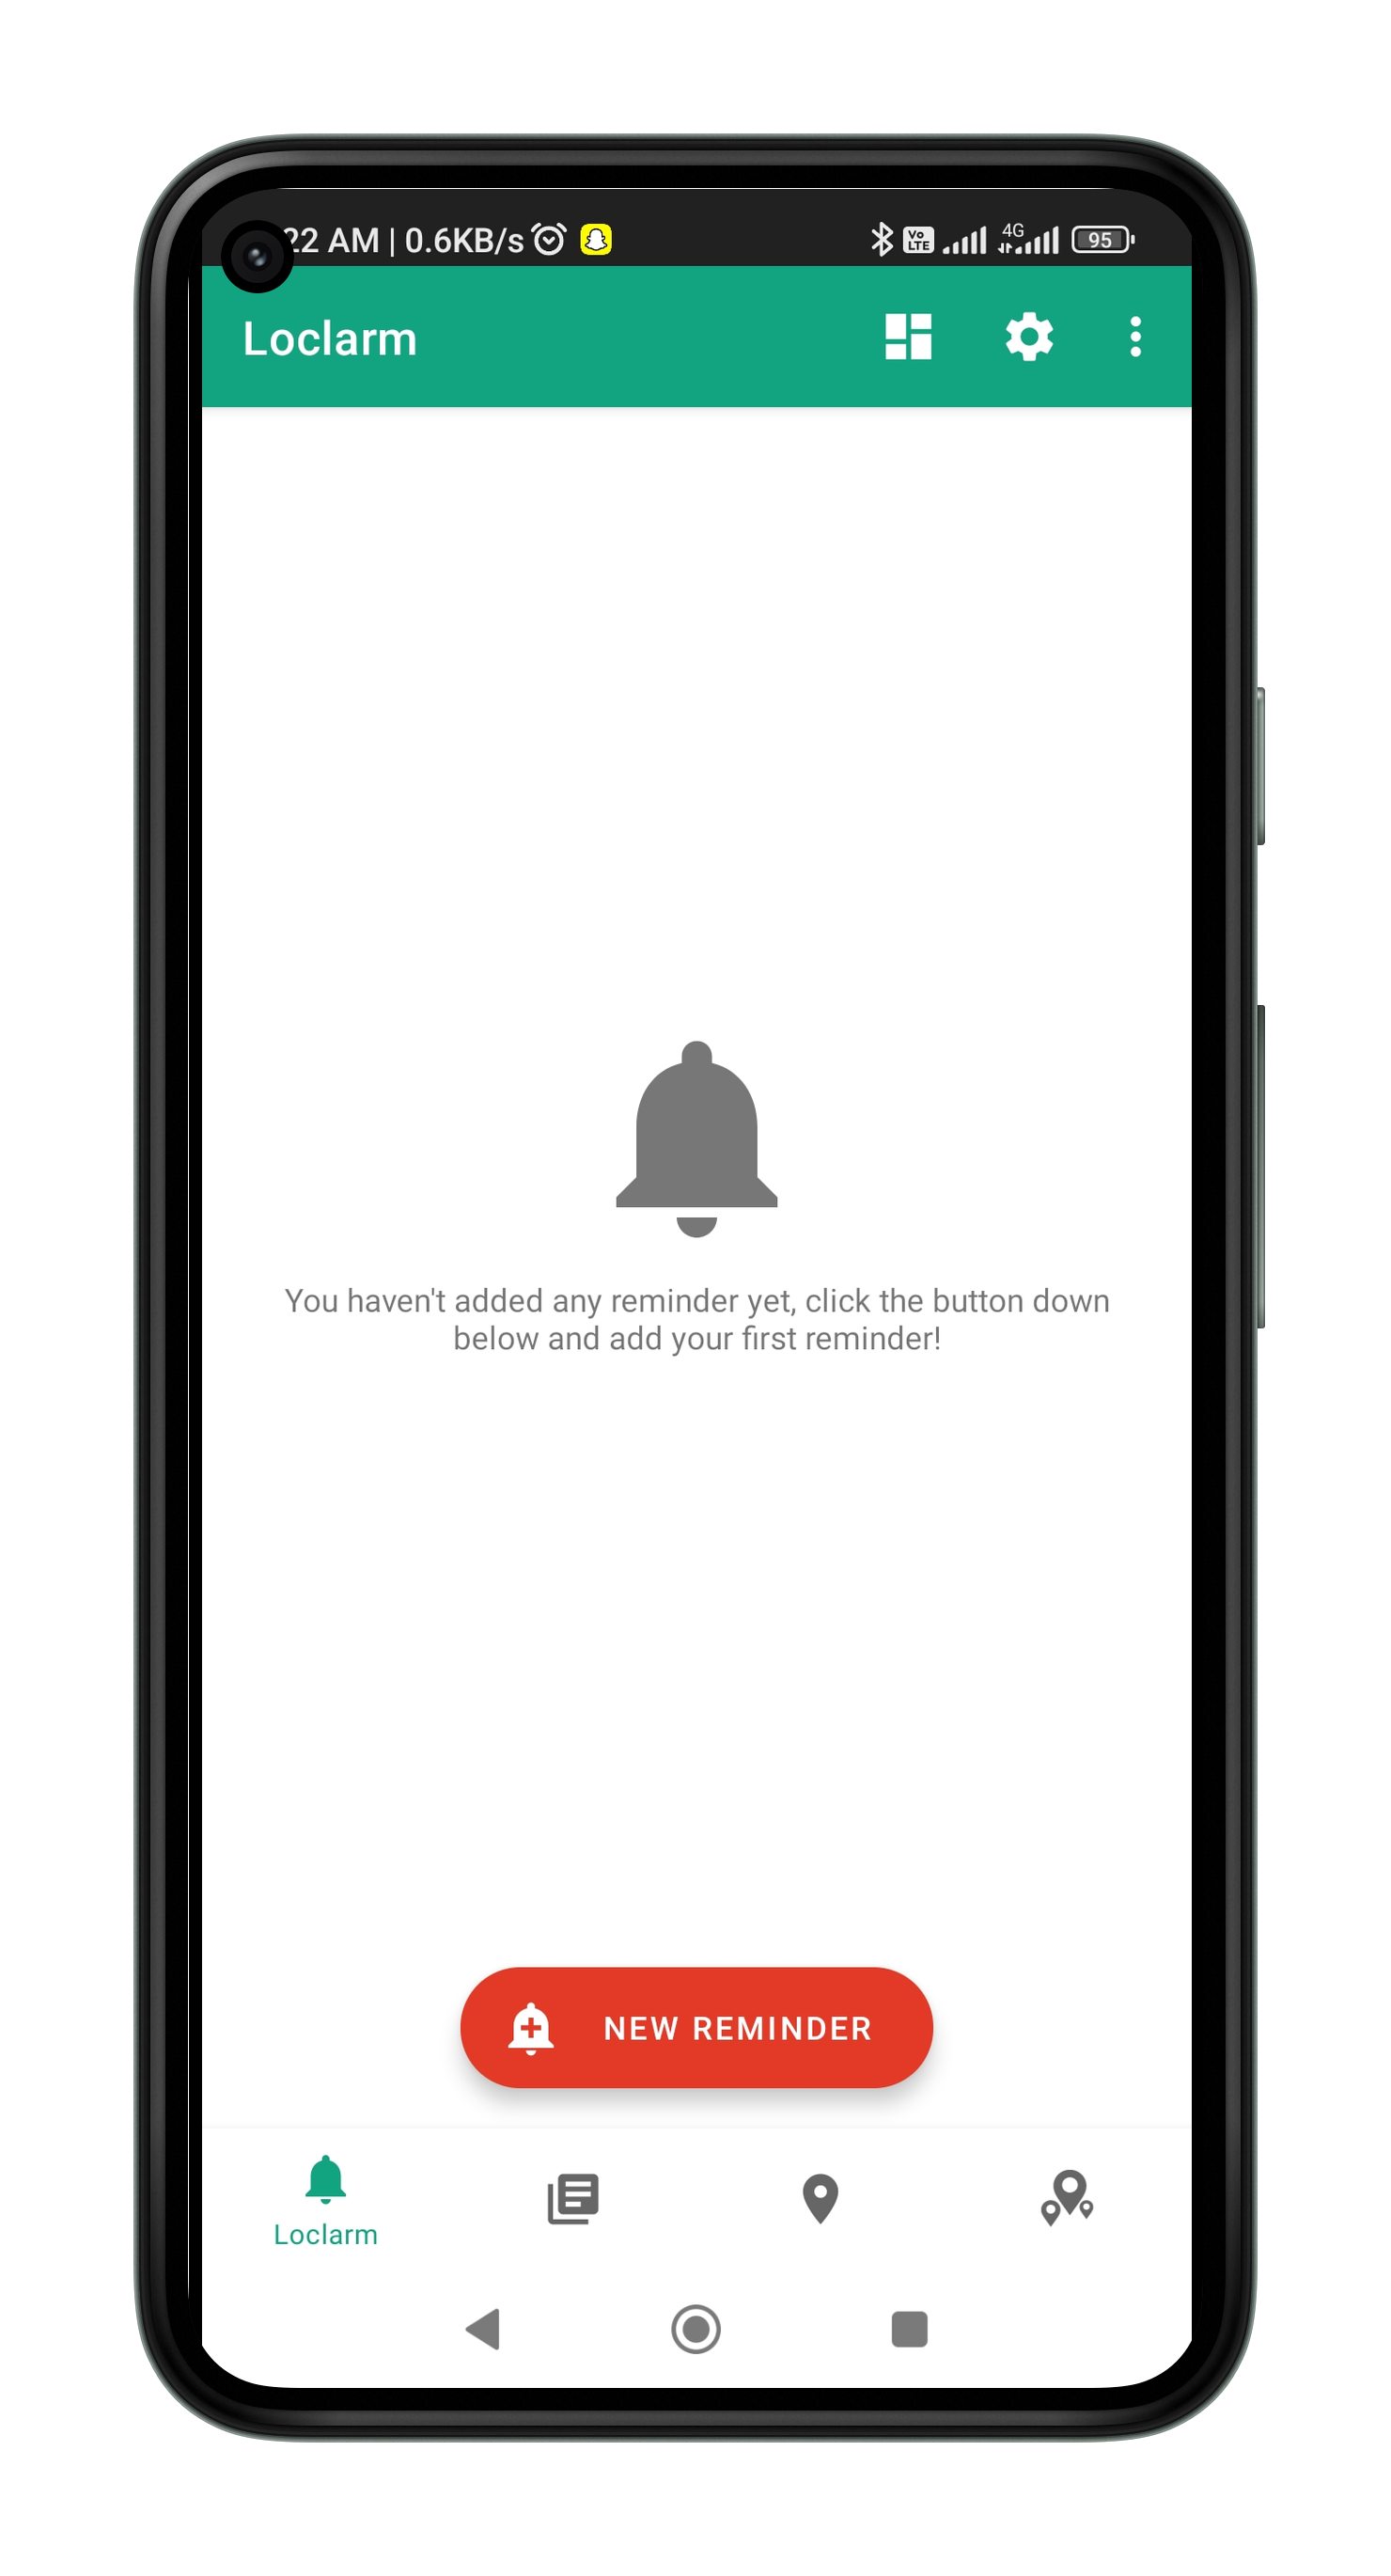 22 AM | 0.6KB/s Vo LTE 4G 95
Loclarm
You haven't added any reminder yet, click the button down
below and add your first reminder!
NEW REMINDER
Loclarm